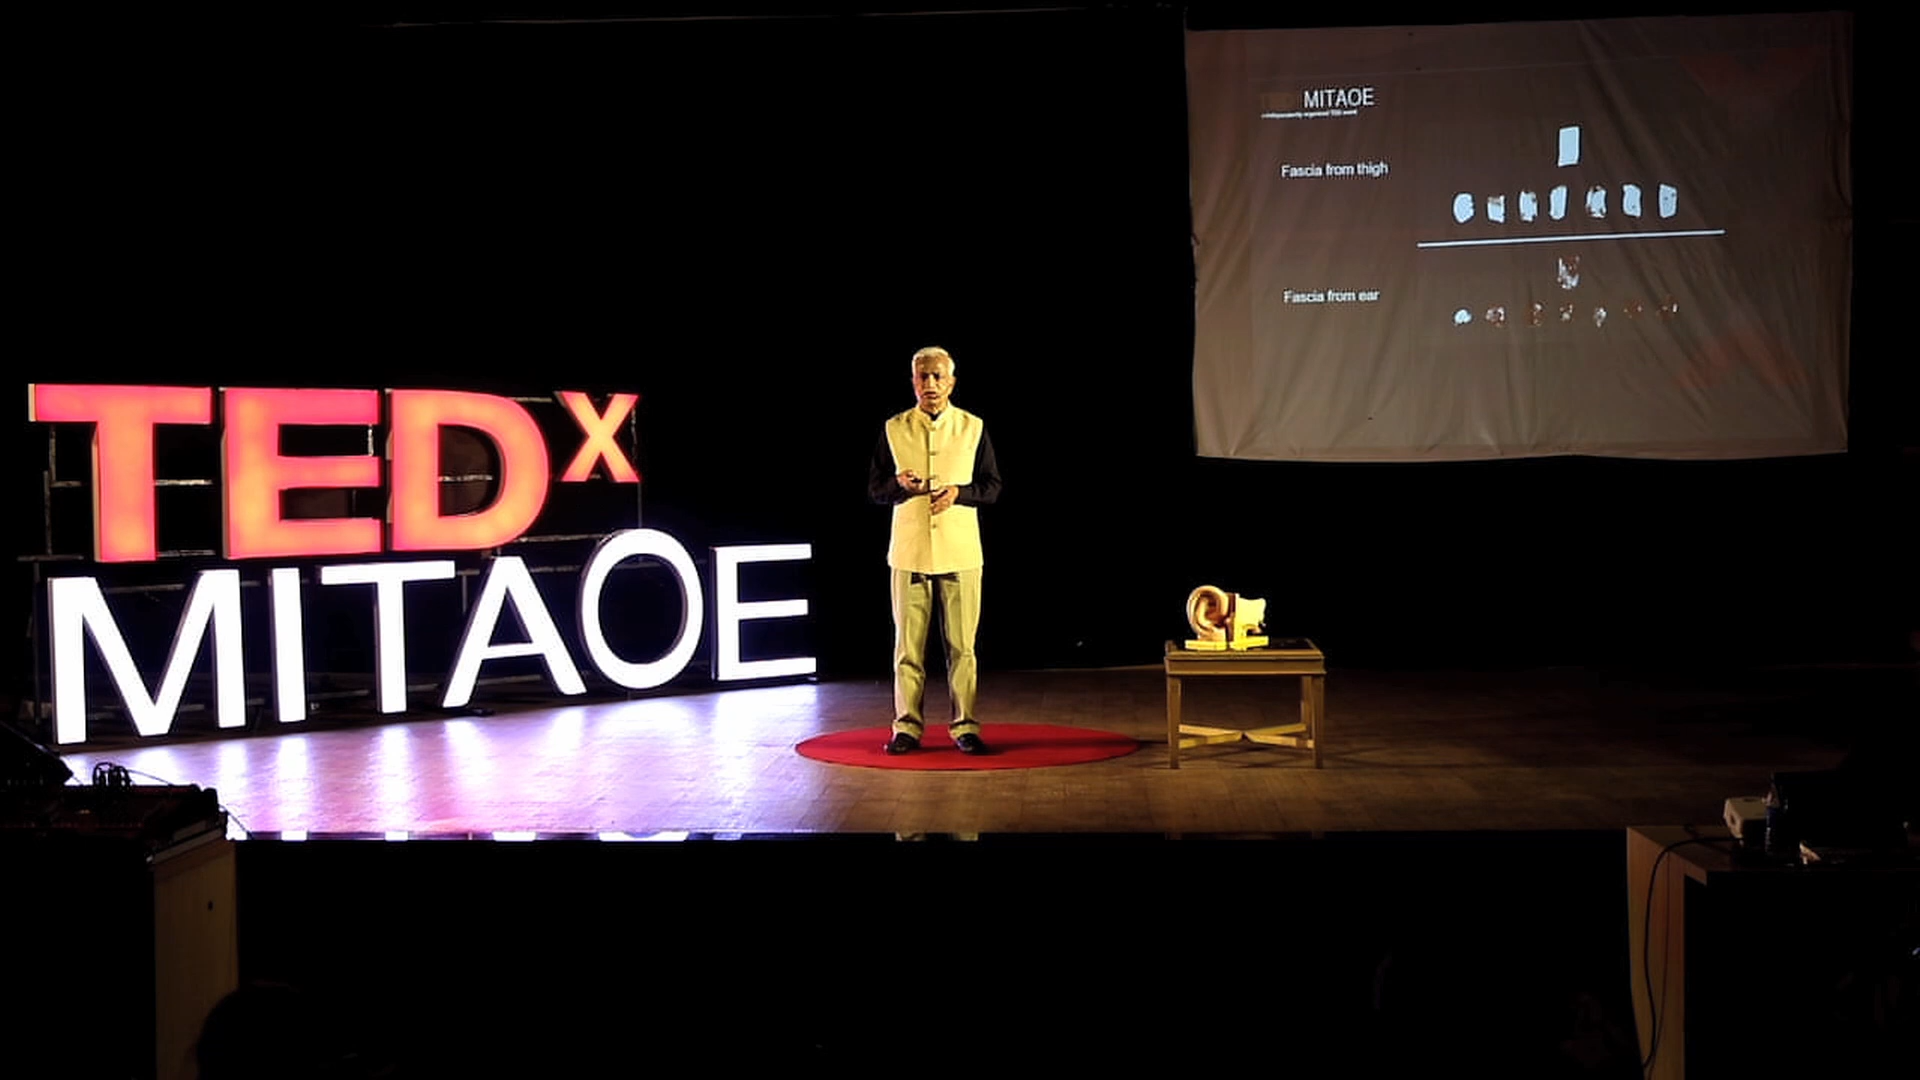 TEDx
MITAOE
MITAOE
Fascia from thigh
Fascia from ear